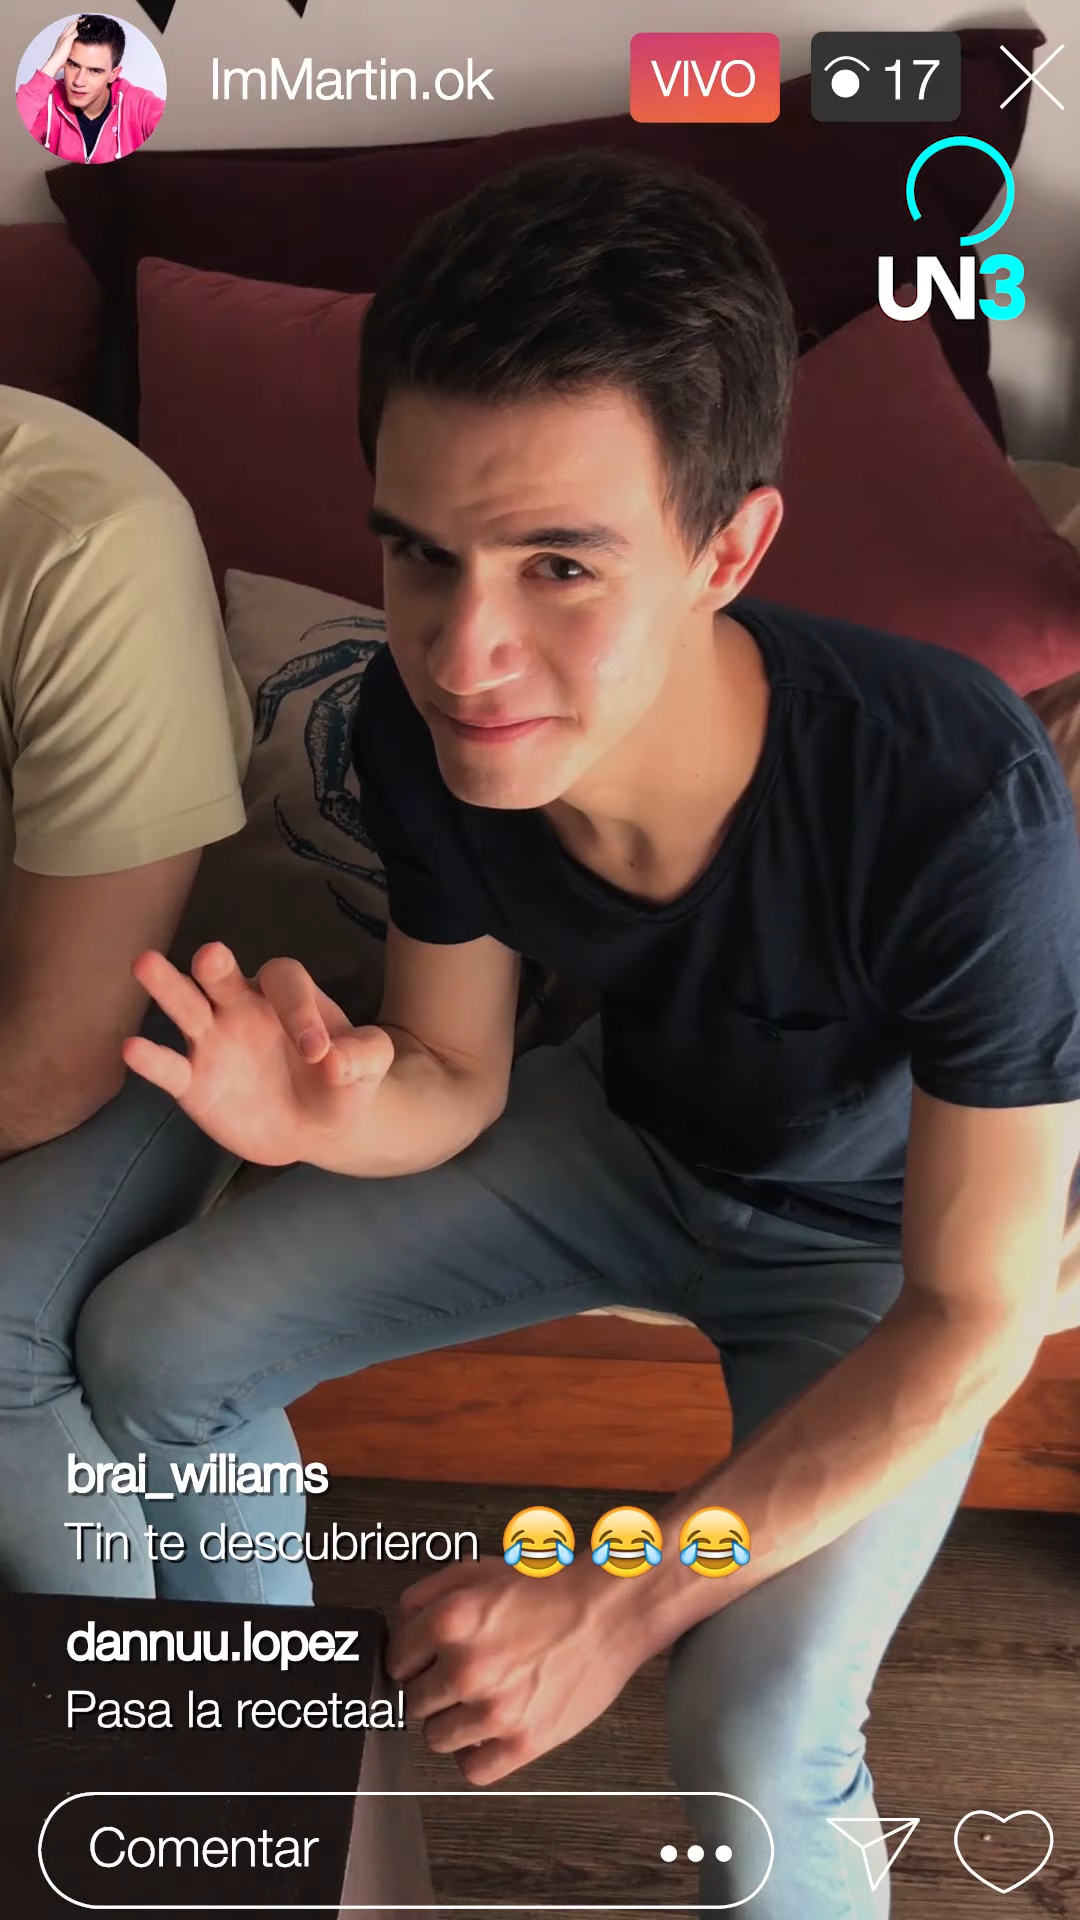 ImMartin.ok
VIVO
17
UN3
brai_wiliams
Tin te descubrieron 😂😂😂
dannuu.lopez
Pasa la recetaa!
Comentar